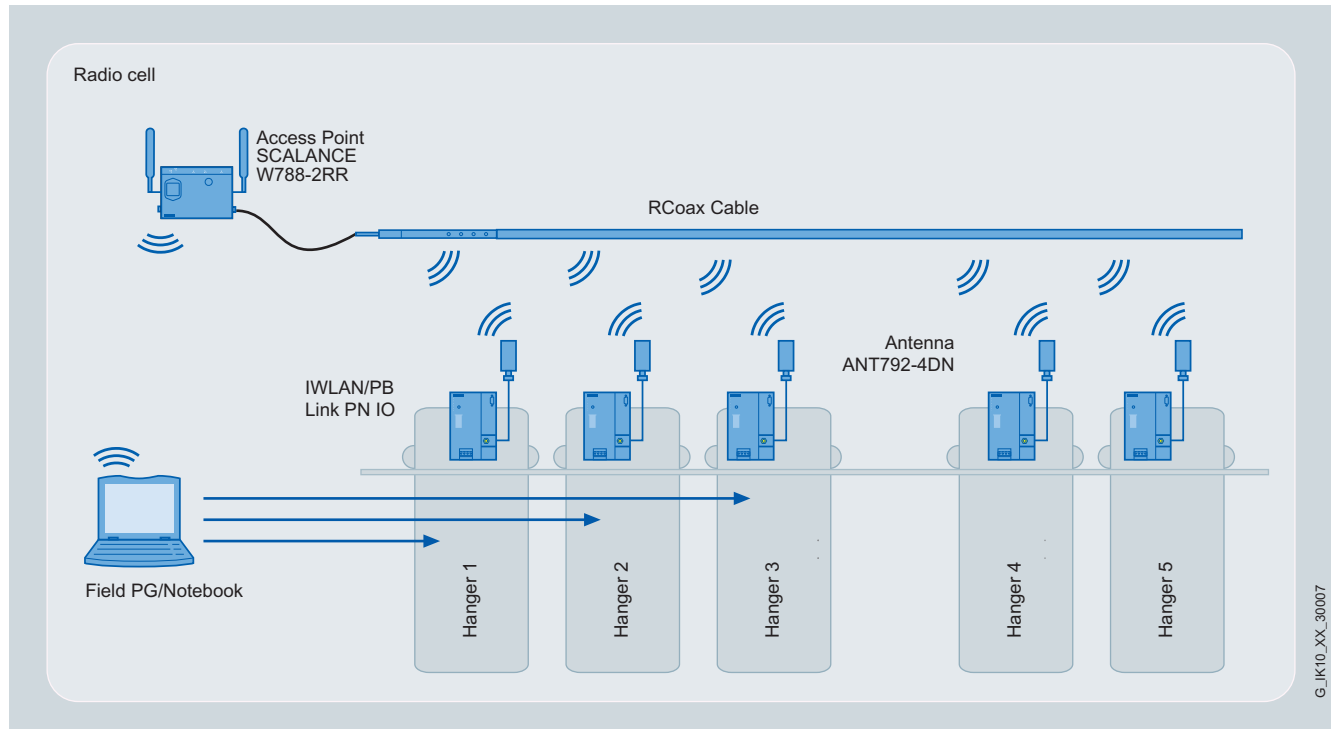 Radio cell
Access Point
SCALANCE
W788-2RR
RCoax Cable
Antenna
ANT792-4DN
IWLAN/PB
Link PN IO
Field PG/Notebook
Hanger 1
Hanger 2
Hanger 3
Hanger 4
Hanger 5
G_IK10_XX_30007